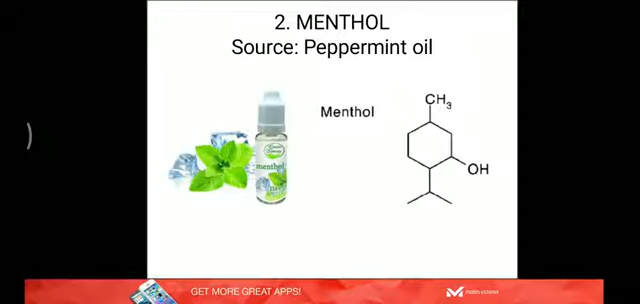 2. MENTHOL
Source: Peppermint oil
Menthol
CH3
OH
menthol
GET MORE GREAT APPS!